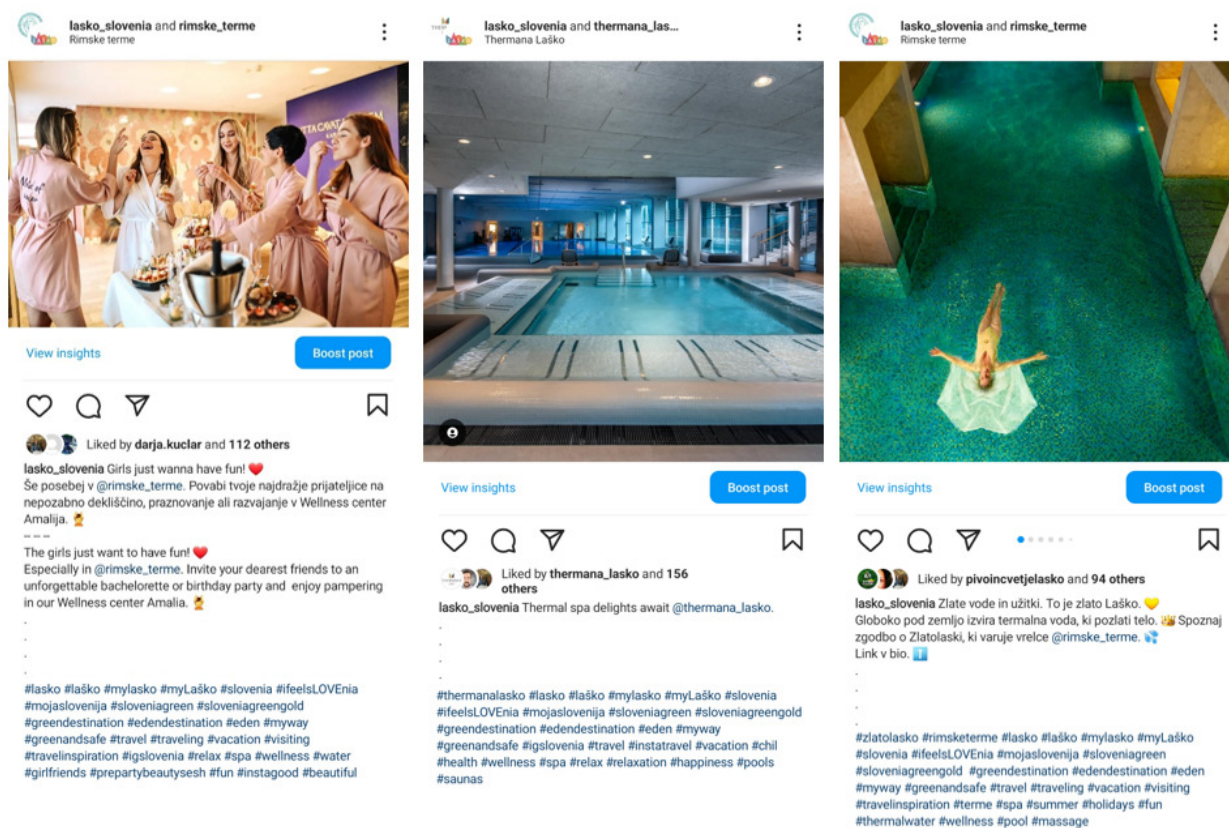 lasko_slovenia and rimske_terme
Rimske terme
View insights
Boost post
Liked by darja.kuclar and 112 others
lasko_slovenia Girls just wanna have fun! ❤️
Še posebej v @rimske_terme. Povabi tvoje najdražje prijateljice na
nepozabno dekliščino, praznovanje ali razvajanje v Wellness center
Amalija. 💆
– – –
The girls just want to have fun! ❤️
Especially in @rimske_terme. Invite your dearest friends to an
unforgettable bachelorette or birthday party and enjoy pampering
in our Wellness center Amalia. 💆
.
.
.
#lasko #laško #mylasko #myLaško #slovenia #ifeelsLOVEnia
#mojaslovenija #sloveniagreen #sloveniagreengold
#greendestination #edendestination #eden #myway
#greenandsafe #travel #traveling #vacation #visiting
#travelinspiration #igslovenia #relax #spa #wellness #water
#girlfriends #prepartybeautysesh #fun #instagood #beautiful
lasko_slovenia and thermana_las...
Thermana Laško
View insights
Boost post
Liked by thermana_lasko and 156
others
lasko_slovenia Thermal spa delights await @thermana_lasko.
.
.
.
.
#thermanalasko #lasko #laško #mylasko #myLaško #slovenia
#ifeelsLOVEnia #mojaslovenija #sloveniagreen #sloveniagreengold
#greendestination #edendestination #eden #myway
#greenandsafe #igslovenia #travel #instatravel #vacation #chil
#health #wellness #spa #relax #relaxation #happiness #pools
#saunas
lasko_slovenia and rimske_terme
Rimske terme
View insights
Boost post
Liked by pivoincvetjelasko and 94 others
lasko_slovenia Zlate vode in užitki. To je zlato Laško. 💛
Globoko pod zemljo izvira termalna voda, ki pozlati telo. 👑 Spoznaj
zgodbo o Zlatolaski, ki varuje vrelce @rimske_terme. 💦
Link v bio. ⬆️
.
.
.
.
#zlatolasko #rimsketerme #lasko #laško #mylasko #myLaško
#slovenia #ifeelsLOVEnia #mojaslovenija #sloveniagreen
#sloveniagreengold #greendestination #edendestination #eden
#myway #greenandsafe #travel #traveling #vacation #visiting
#travelinspiration #terme #spa #summer #holidays #fun
#thermalwater #wellness #pool #massage